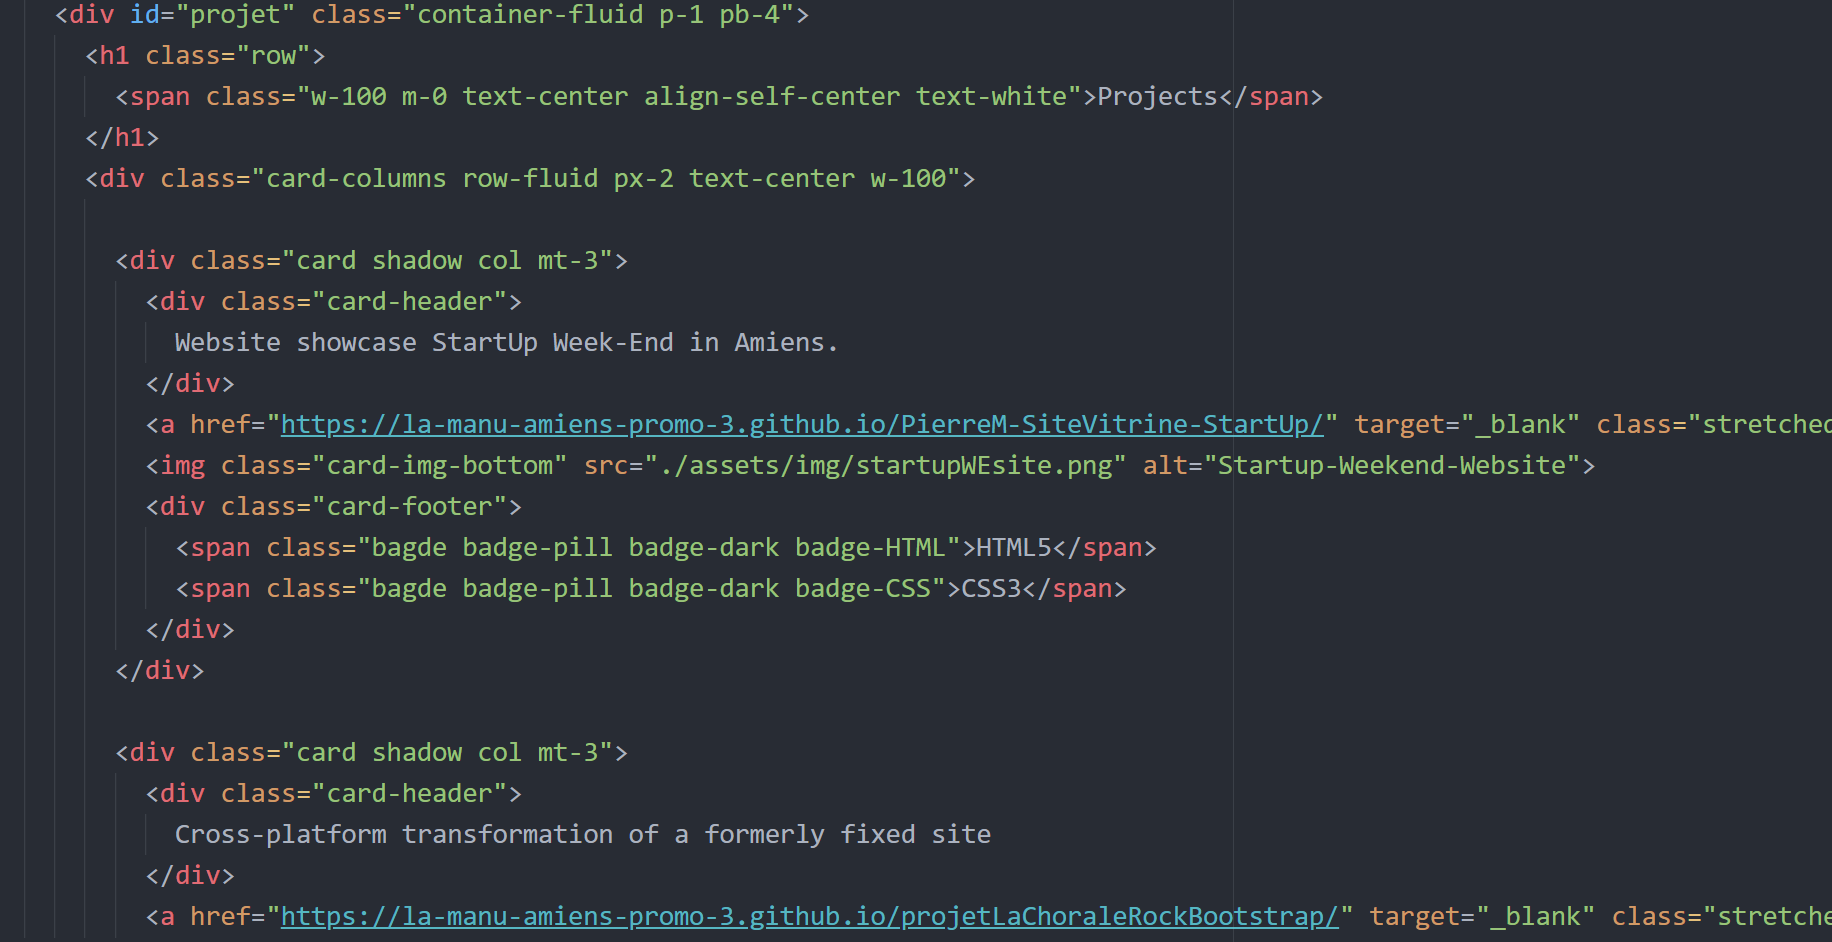 <div id="projet" class="container-fluid p-1 pb-4">
<h1 class="row">
<span class="w-100 m-0 text-center align-self-center text-white">Projects</span>
</h1>
<div class="card-columns row-fluid px-2 text-center w-100">
<div class="card shadow col mt-3">
<div class="card-header">
Website showcase StartUp Week-End in Amiens.
</div>
<a href="https://la-manu-amiens-promo-3.github.io/PierreM-SiteVitrine-StartUp/" target="_blank" class="stretched
<img class="card-img-bottom" src="./assets/img/startupWEsite.png" alt="Startup-Weekend-Website">
<div class="card-footer">
<span class="bagde badge-pill badge-dark badge-HTML">HTML5</span>
<span class="bagde badge-pill badge-dark badge-CSS">CSS3</span>
</div>
</div>
<div class="card shadow col mt-3">
<div class="card-header">
Cross-platform transformation of a formerly fixed site
</div>
<a href="https://la-manu-amiens-promo-3.github.io/projetLaChoraleRockBootstrap/" target="_blank" class="stretche